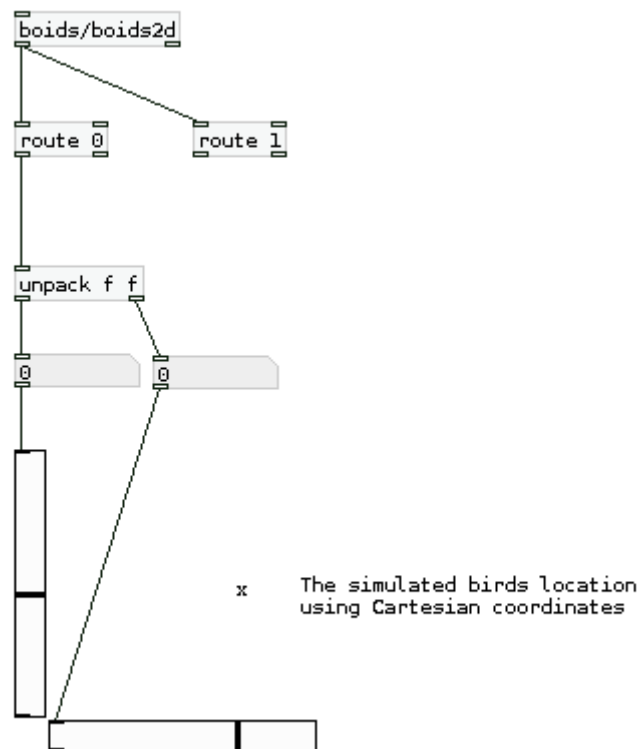 boids/boids2d
route 0
route 1
unpack f f
0
0
x
The simulated birds location
using Cartesian coordinates